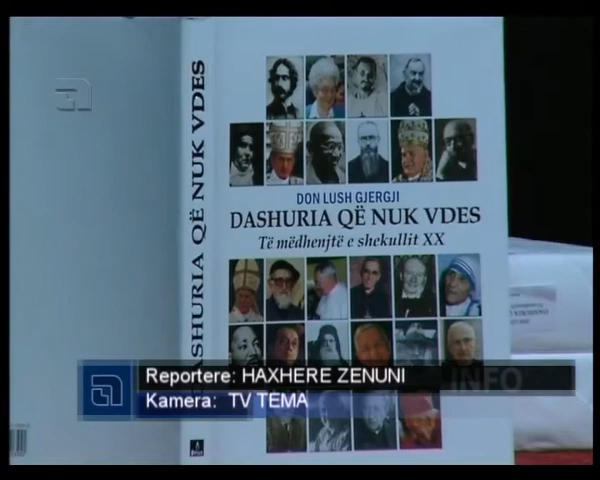 DASHURIA QË NUK VDES
DON LUSH GJERGJI
DASHURIA QË NUK VDES
Të mëdhenjtë e shekullit XX
INFO
Reportere: HAXHERE ZENUNI
Kamera: TV TEMA